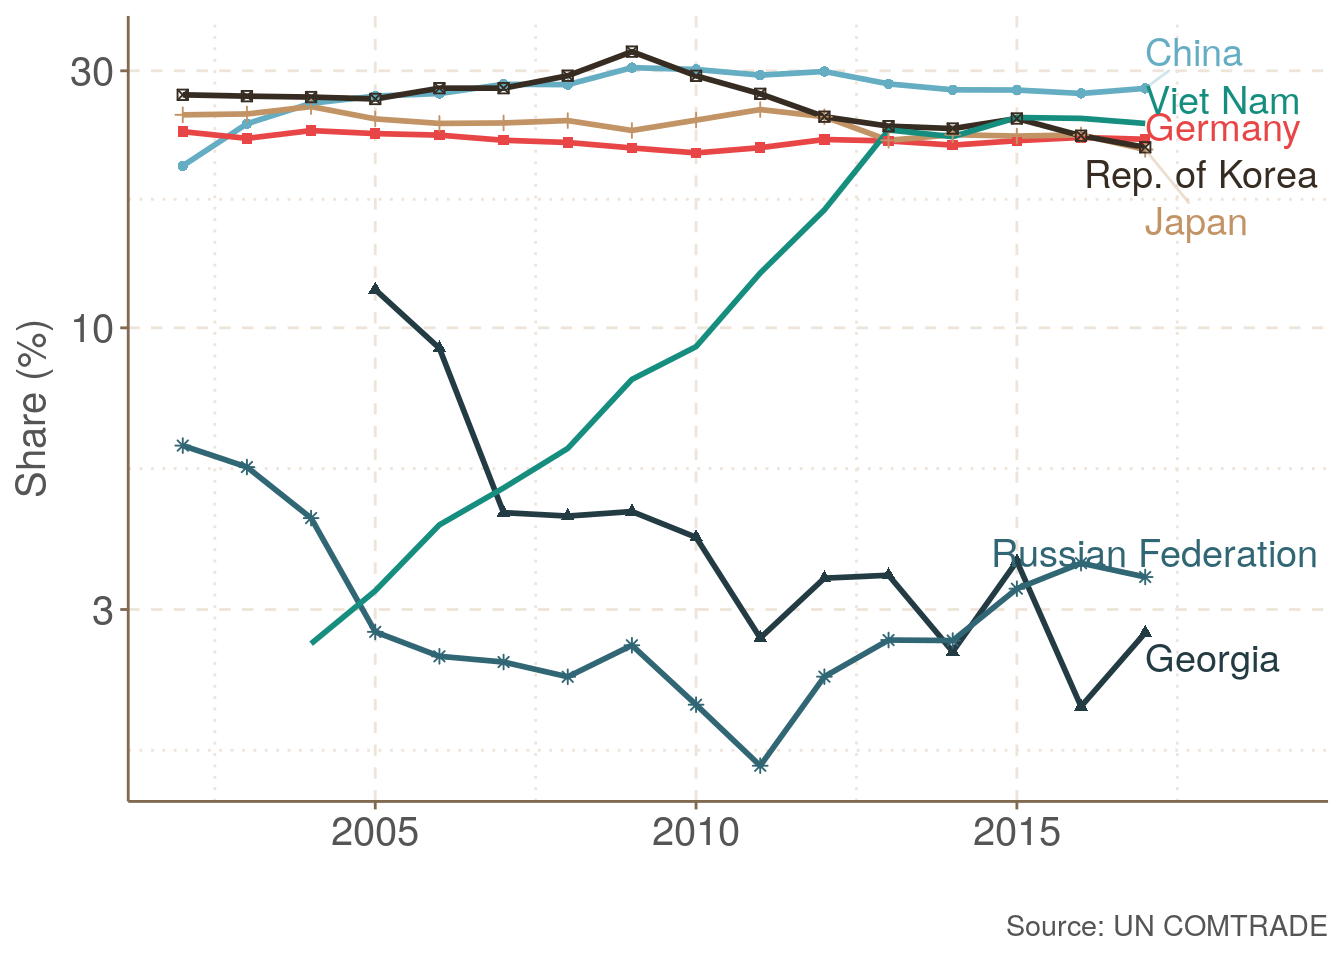 30
10
3
Share (%)
China
Viet Nam
Germany
Rep. of Korea
Japan
Russian Federation
Georgia
2005
2010
2015
Source: UN COMTRADE